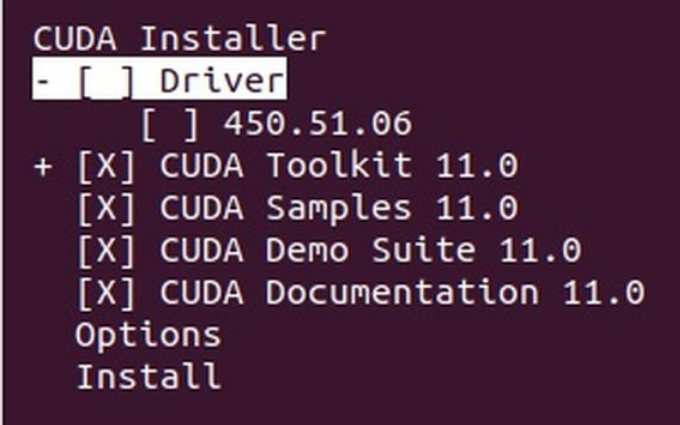 CUDA Installer
- [ ] Driver
[ ] 450.51.06
+ [X] CUDA Toolkit 11.0
[X] CUDA Samples 11.0
[X] CUDA Demo Suite 11.0
[X] CUDA Documentation 11.0
Options
Install